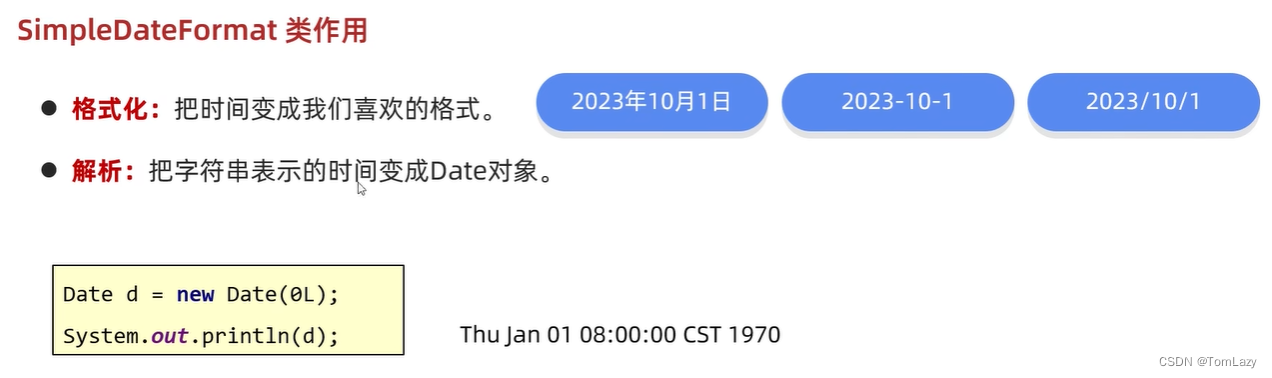 SimpleDateFormat 类作用
● 格式化：把时间变成我们喜欢的格式。
2023年10月1日
2023-10-1
2023/10/1
● 解析：把字符串表示的时间变成Date对象。
Date d = new Date(0L);
System.out.println(d);
Thu Jan 01 08:00:00 CST 1970
CSDN @TomLazy